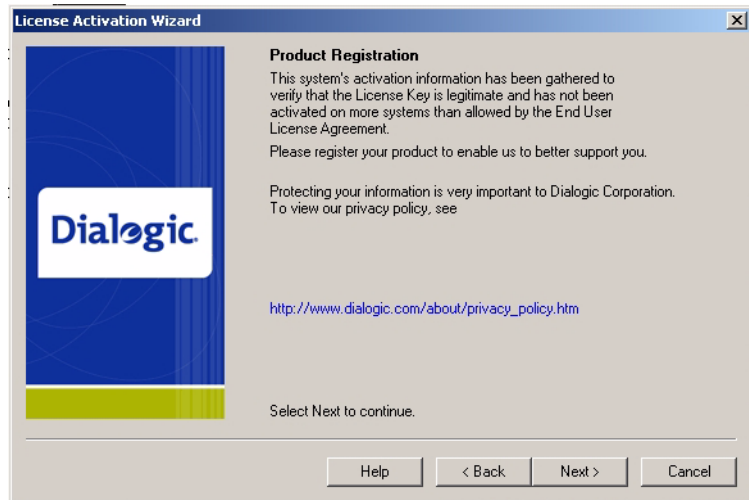 License Activation Wizard
Product Registration
This system's activation information has been gathered to
verify that the License Key is legitimate and has not been
activated on more systems than allowed by the End User
License Agreement.
Please register your product to enable us to better support you.
Protecting your information is very important to Dialogic Corporation.
To view our privacy policy, see
Dialogic.
http://www.dialogic.com/about/privacy_policy.htm
Select Next to continue.
Help < Back Next > Cancel